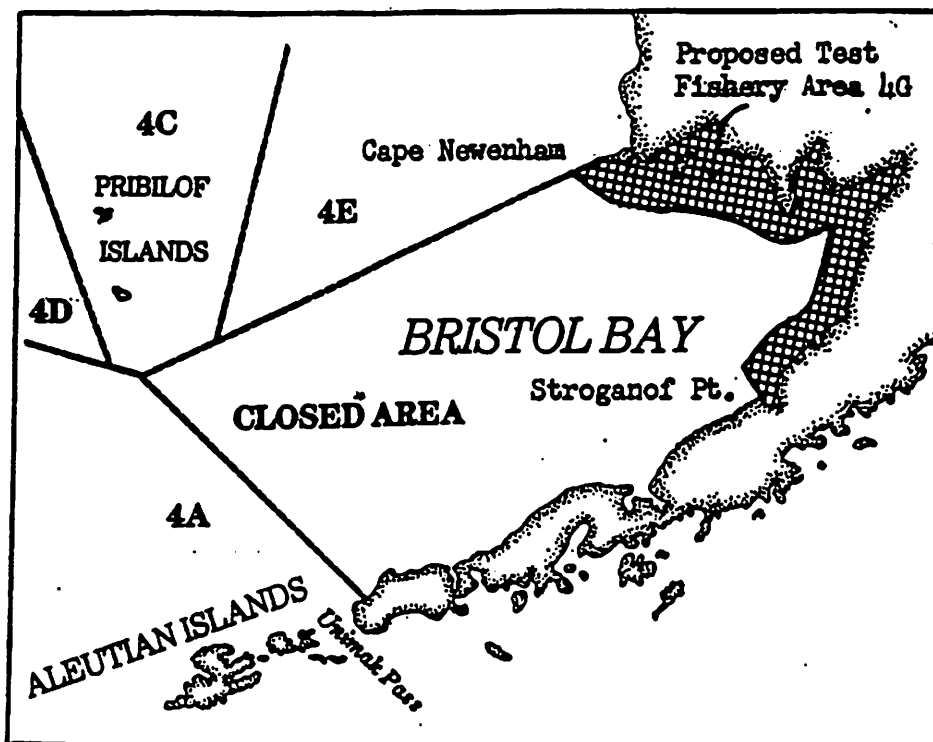 Proposed Test
Fishery Area 4G
4C
Cape Newenham
PRIBILOF
4E
ISLANDS
4D
BRISTOL BAY
Stroganof Pt.
CLOSED AREA
4A
ALEUTIAN ISLANDS
Unimak Pass